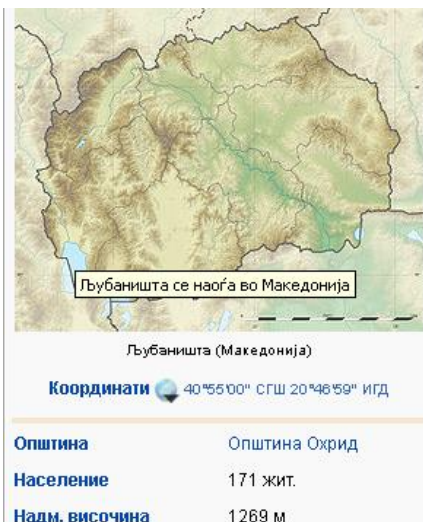 Љубаништа се наоѓа во Македонија
Љубаништа (Македонија)
Координати 40°55′00″ СГШ 20°46′59″ ИГД
Општина Општина Охрид
Население 171 жит.
Надм. височина 1269 м